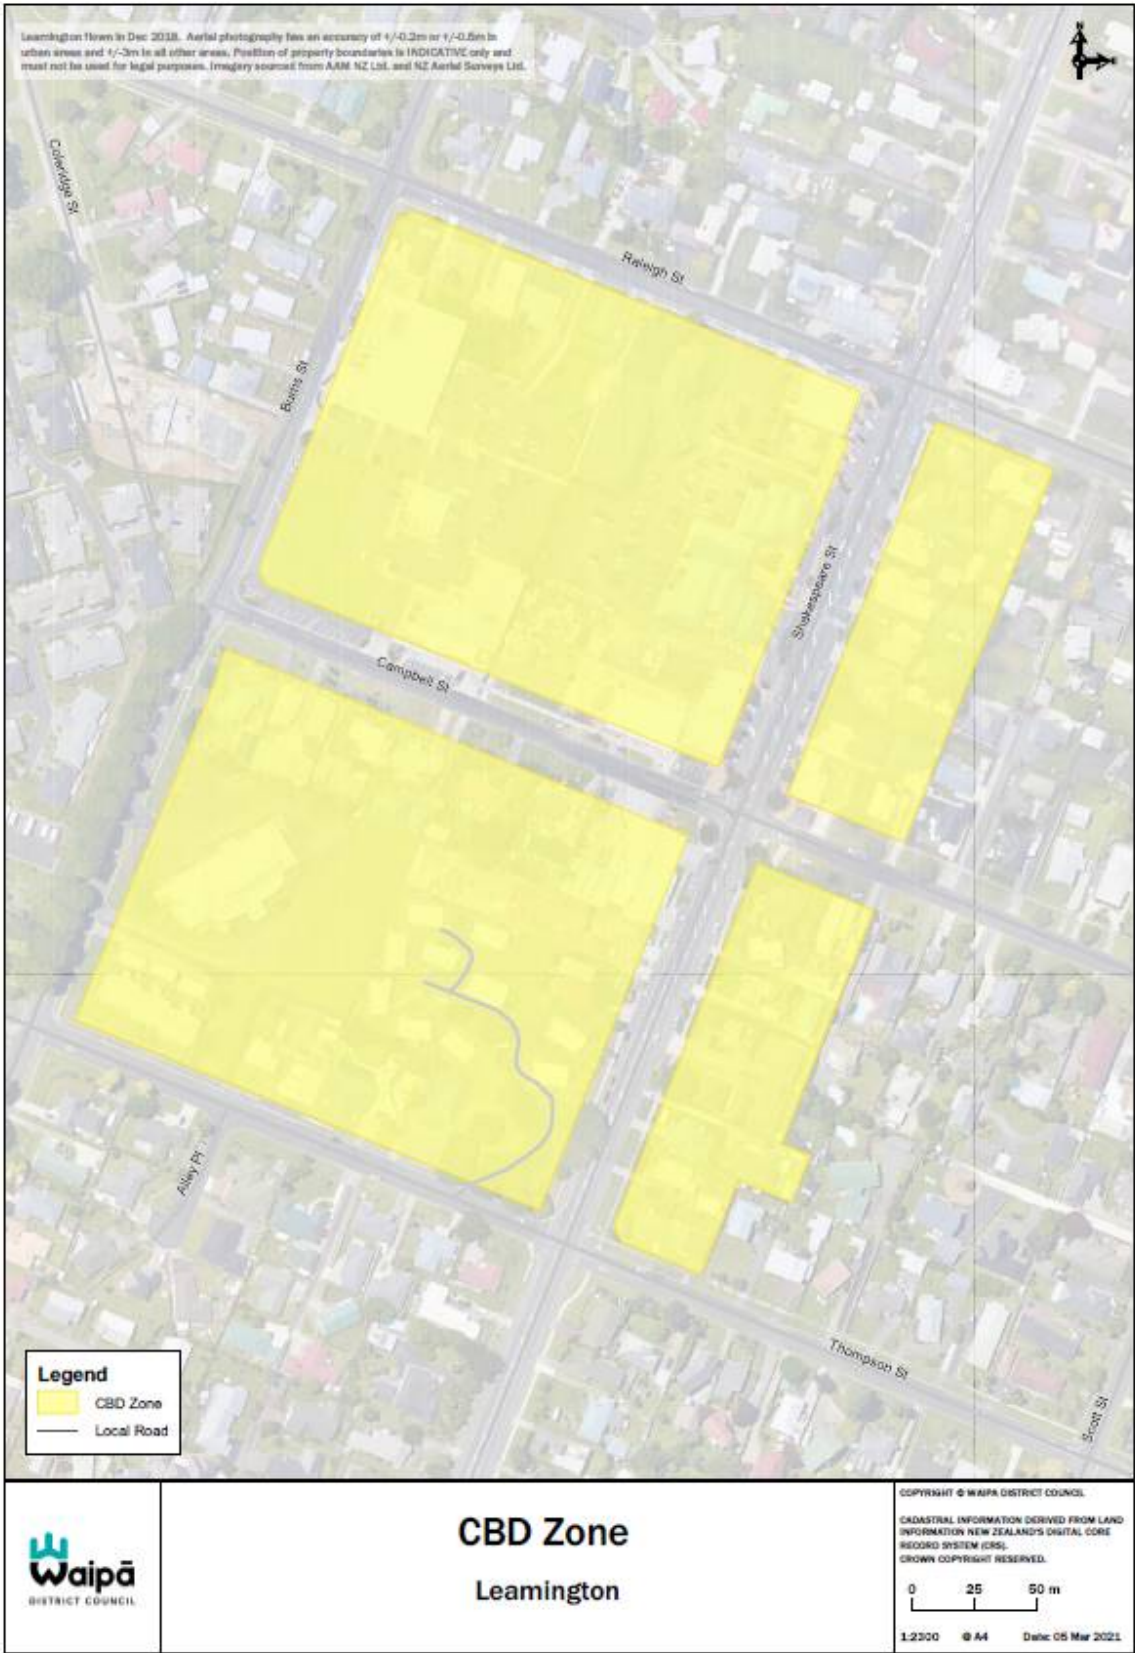 Leamington flown in Dec 2018. Aerial photography has an accuracy of +/-0.2m or +/-0.5m in
urban areas and +/-3m in all other areas. Position of property boundaries is INDICATIVE only and
must not be used for legal purposes. Imagery sourced from AAM NZ Ltd. and NZ Aerial Surveys Ltd.
N
Coleridge St
Raleigh St
Burns St
Shakespeare St
Campbell St
Alley Pl
Thompson St
Scott St
Legend
CBD Zone
Local Road
Waipā
DISTRICT COUNCIL
CBD Zone
Leamington
COPYRIGHT © WAIPA DISTRICT COUNCIL
CADASTRAL INFORMATION DERIVED FROM LAND
INFORMATION NEW ZEALAND'S DIGITAL CORE
RECORD SYSTEM (CRS).
CROWN COPYRIGHT RESERVED.
0 25 50 m
1:2300 @ A4 Date: 05 Mar 2021